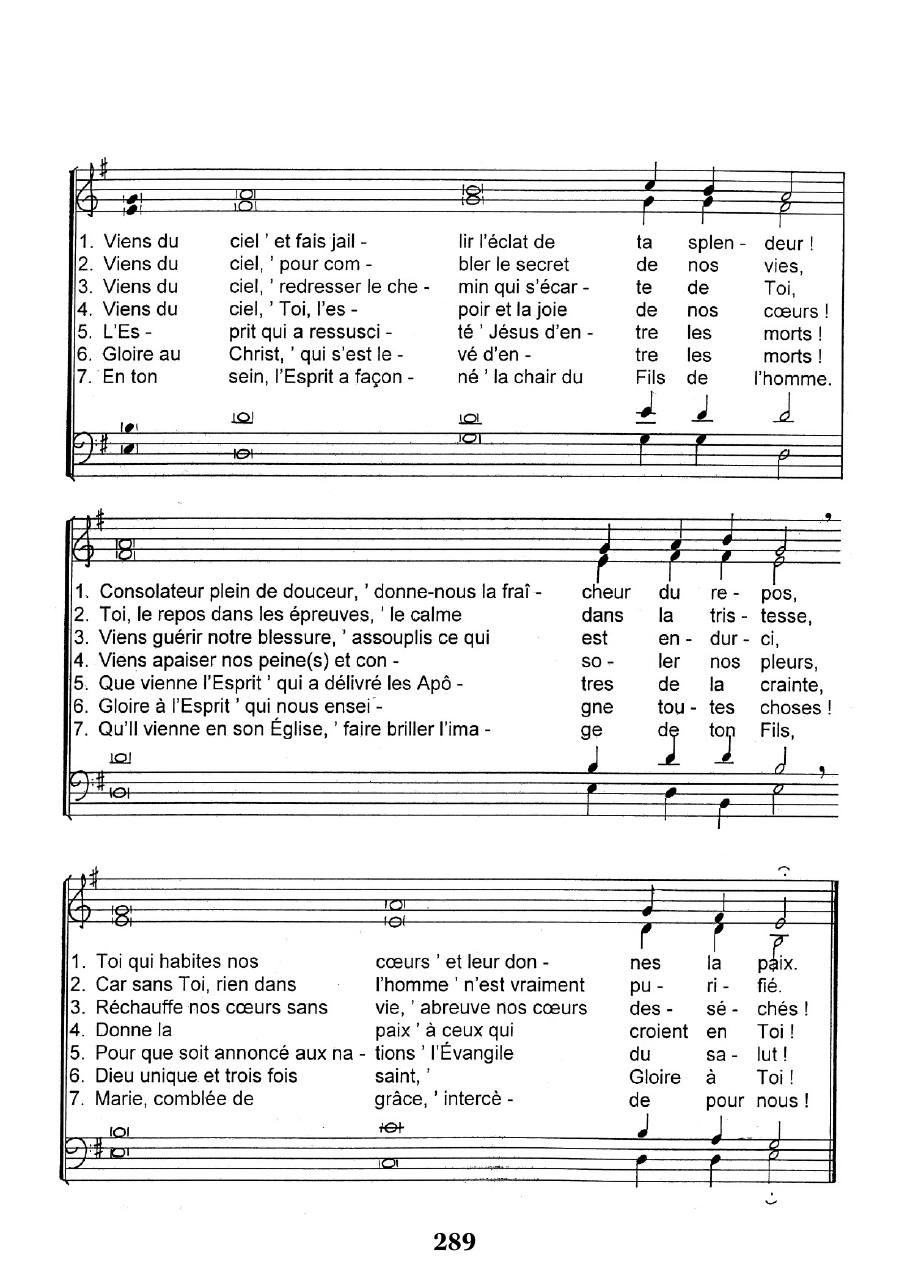 1. Viens du ciel ' et fais jail - lir l'éclat de ta splen - deur !
2. Viens du ciel, ' pour com - bler le secret de nos vies,
3. Viens du ciel, ' redresser le che - min qui s'écar - te de Toi,
4. Viens du ciel, ' Toi, l'es - poir et la joie de nos cœurs !
5. L'Es - prit qui a ressusci - té ' Jésus d'en - tre les morts !
6. Gloire au Christ, ' qui s'est le - vé d'en - tre les morts !
7. En ton sein, l'Esprit a façon - né ' la chair du Fils de l'homme.
1. Consolateur plein de douceur, ' donne-nous la fraî - cheur du re - pos,
2. Toi, le repos dans les épreuves, ' le calme dans la tris - tesse,
3. Viens guérir notre blessure, ' assouplis ce qui est en - dur - ci,
4. Viens apaiser nos peine(s) et con - so - ler nos pleurs,
5. Que vienne l'Esprit ' qui a délivré les Apô - tres de la crainte,
6. Gloire à l'Esprit ' qui nous ensei - gne tou - tes choses !
7. Qu'Il vienne en son Église, ' faire briller l'ima - ge de ton Fils,
1. Toi qui habites nos cœurs ' et leur don - nes la paix.
2. Car sans Toi, rien dans l'homme ' n'est vraiment pu - ri - fié.
3. Réchauffe nos cœurs sans vie, ' abreuve nos cœurs des - sé - chés !
4. Donne la paix ' à ceux qui croient en Toi !
5. Pour que soit annoncé aux na - tions ' l'Évangile du sa - lut !
6. Dieu unique et trois fois saint, ' Gloire à Toi !
7. Marie, comblée de grâce, ' intercè - de pour nous !
289